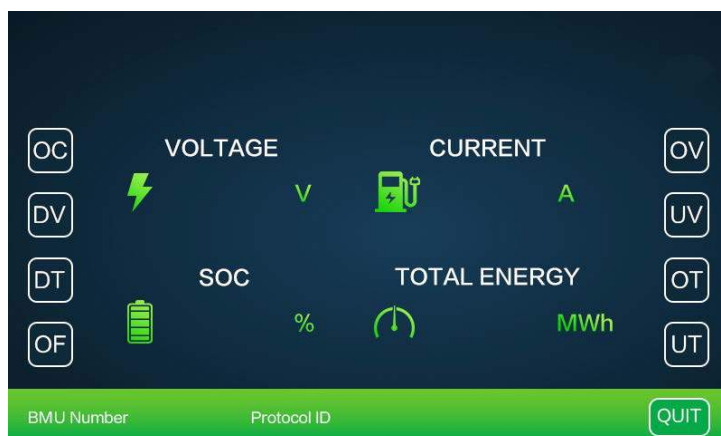 OC VOLTAGE CURRENT OV
V A
DV UV
DT SOC TOTAL ENERGY OT
% MWh
OF UT
BMU Number Protocol ID QUIT